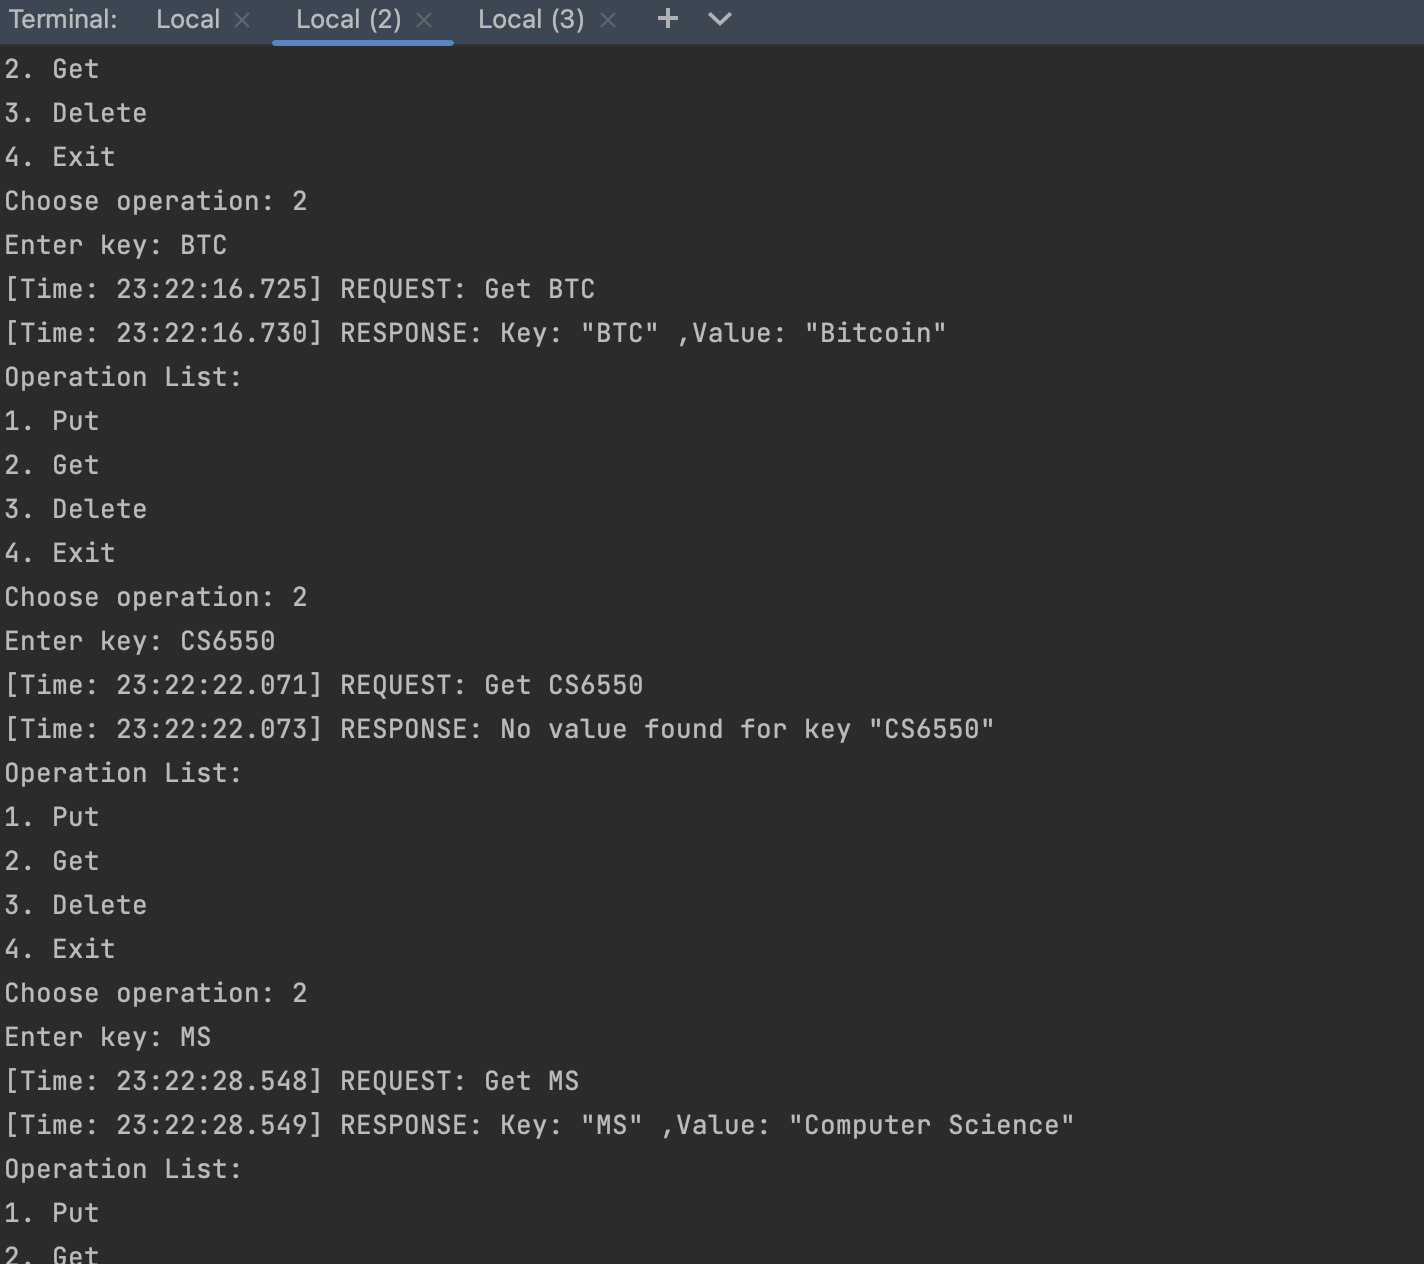 Terminal: Local Local (2) Local (3)
2. Get
3. Delete
4. Exit
Choose operation: 2
Enter key: BTC
[Time: 23:22:16.725] REQUEST: Get BTC
[Time: 23:22:16.730] RESPONSE: Key: "BTC" ,Value: "Bitcoin"
Operation List:
1. Put
2. Get
3. Delete
4. Exit
Choose operation: 2
Enter key: CS6550
[Time: 23:22:22.071] REQUEST: Get CS6550
[Time: 23:22:22.073] RESPONSE: No value found for key "CS6550"
Operation List:
1. Put
2. Get
3. Delete
4. Exit
Choose operation: 2
Enter key: MS
[Time: 23:22:28.548] REQUEST: Get MS
[Time: 23:22:28.549] RESPONSE: Key: "MS" ,Value: "Computer Science"
Operation List:
1. Put
2. Get